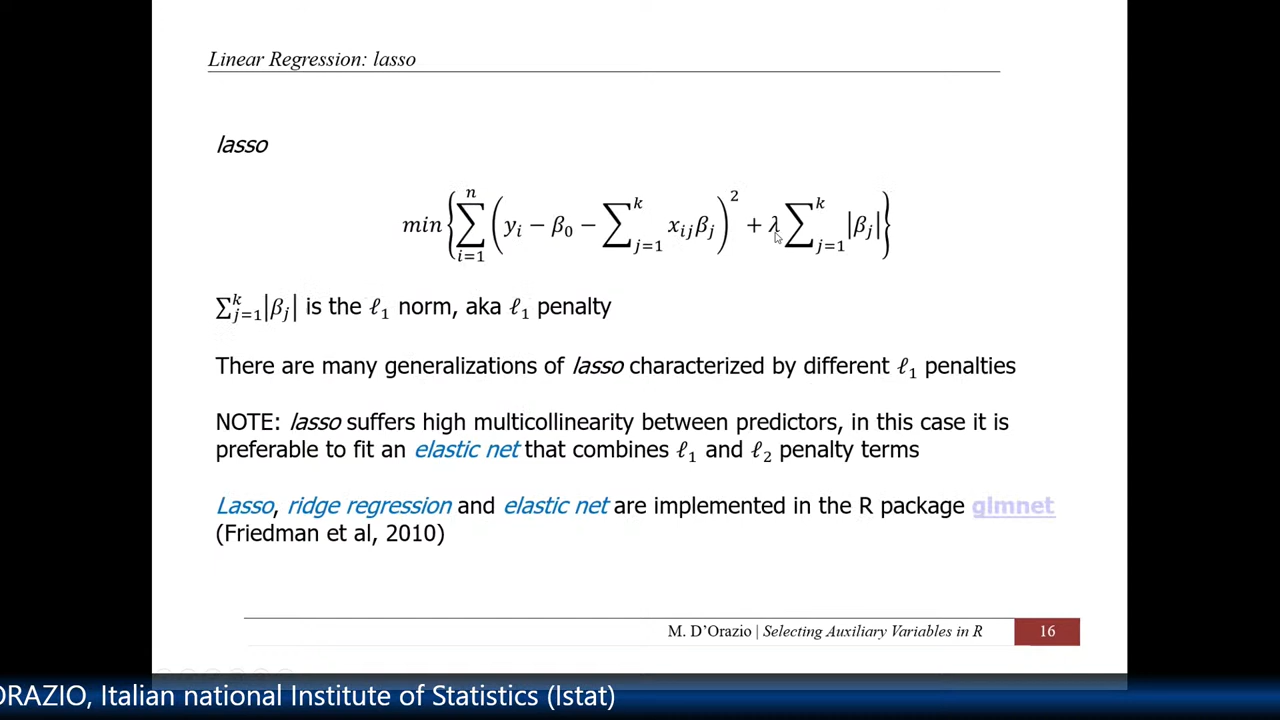 Linear Regression: lasso
lasso
min{∑_{i=1}^{n}(y_i − β_0 − ∑_{j=1}^{k} x_{ij}β_j)^2 + λ∑_{j=1}^{k}|β_j|}
∑_{j=1}^{k}|β_j| is the ℓ_1 norm, aka ℓ_1 penalty
There are many generalizations of lasso characterized by different ℓ_1 penalties
NOTE: lasso suffers high multicollinearity between predictors, in this case it is
preferable to fit an elastic net that combines ℓ_1 and ℓ_2 penalty terms
Lasso, ridge regression and elastic net are implemented in the R package glmnet
(Friedman et al, 2010)
M. D'Orazio | Selecting Auxiliary Variables in R 16
ORAZIO, Italian national Institute of Statistics (Istat)